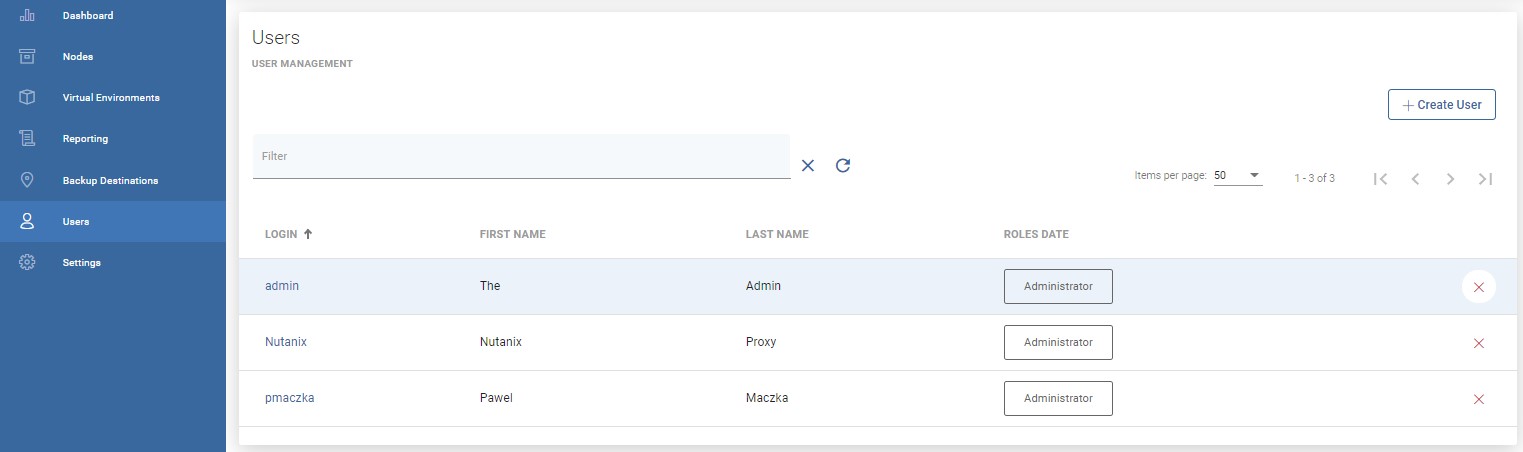 Dashboard
Nodes
Virtual Environments
Reporting
Backup Destinations
Users
Settings
Users
USER MANAGEMENT
+ Create User
Filter
Items per page: 50 1 - 3 of 3
LOGIN FIRST NAME LAST NAME ROLES DATE
admin The Admin Administrator
Nutanix Nutanix Proxy Administrator
pmaczka Pawel Maczka Administrator